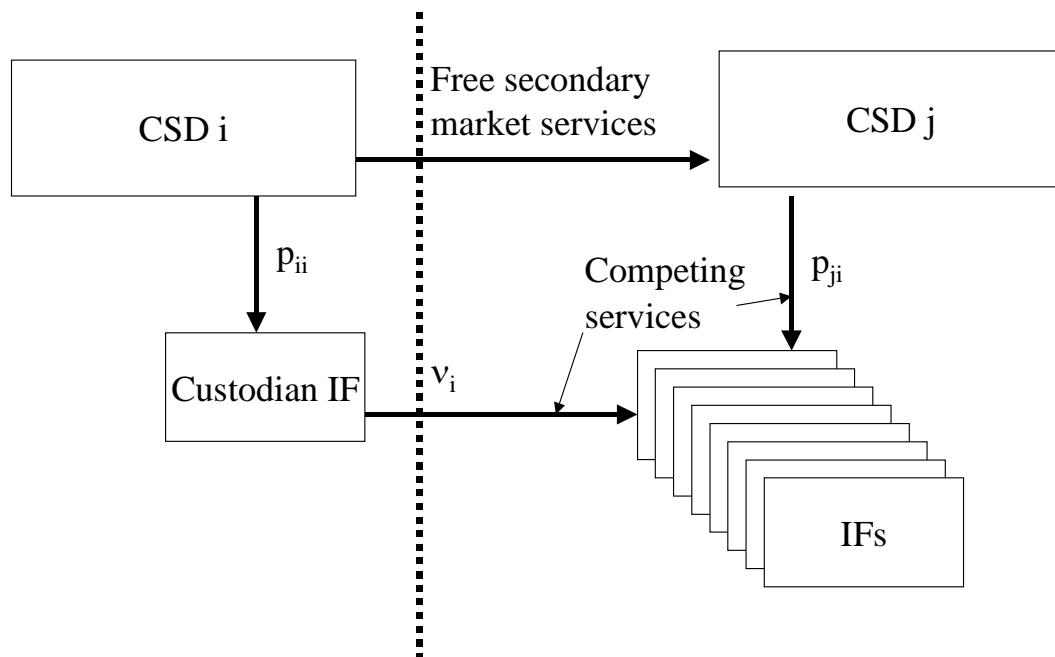 CSD i
Free secondary
market services
CSD j
p_ii
Competing
services
p_ji
Custodian IF
ν_i
IFs